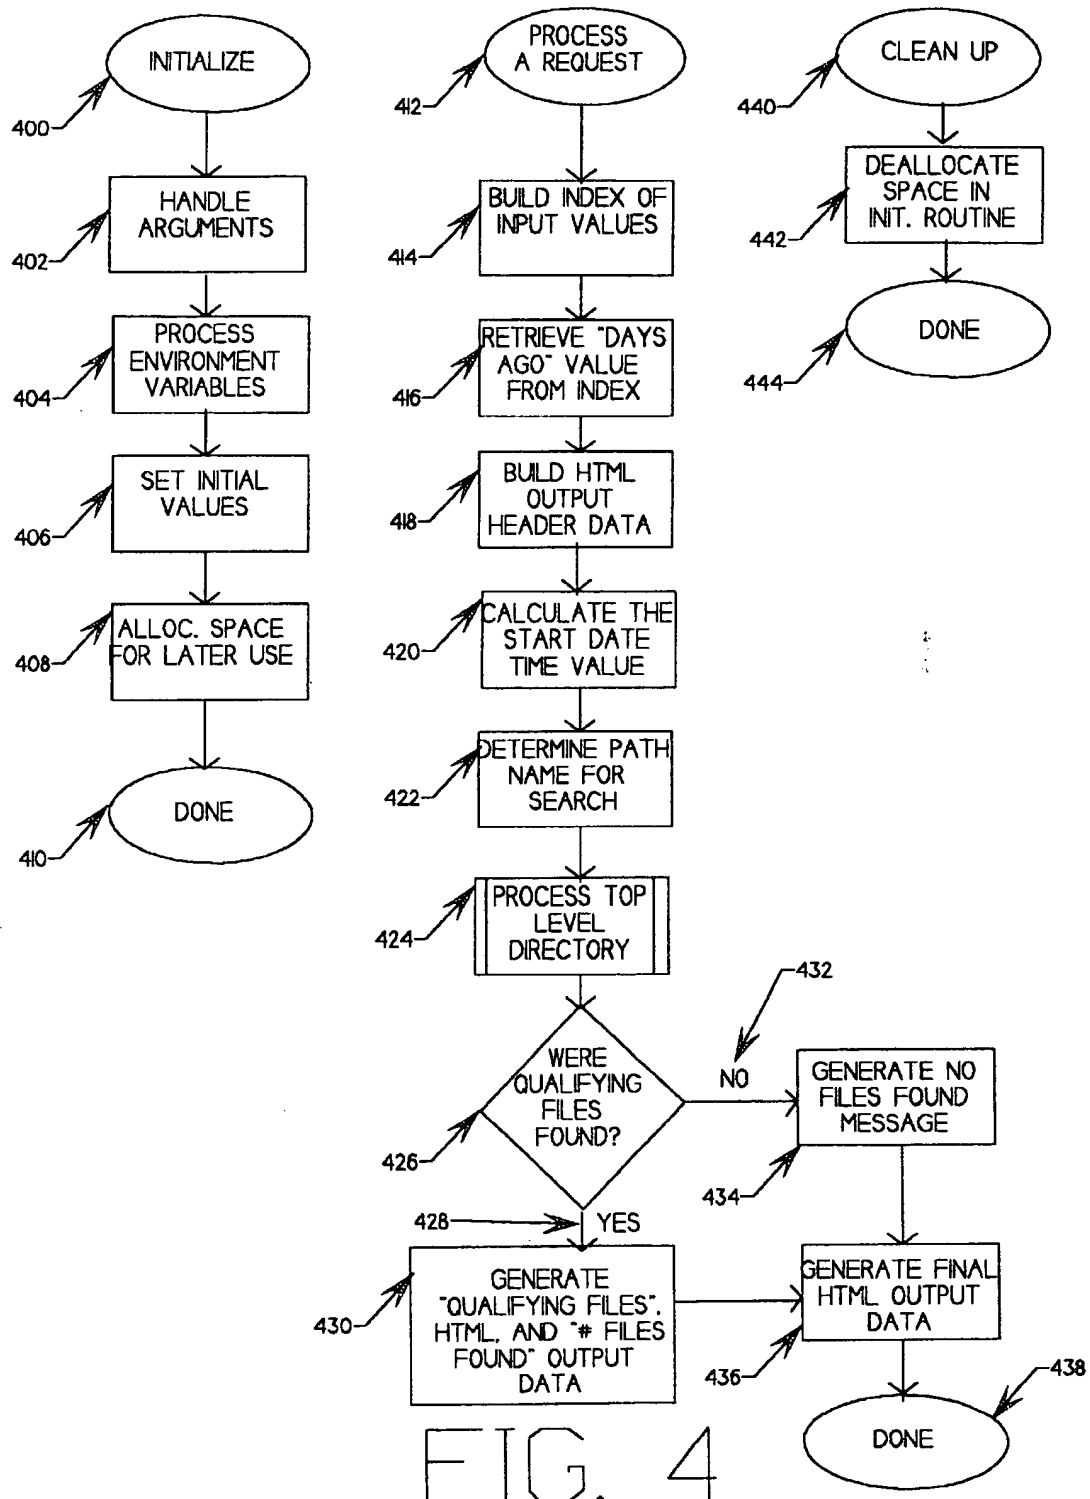 INITIALIZE
400
HANDLE
ARGUMENTS
402
PROCESS
ENVIRONMENT
VARIABLES
404
SET INITIAL
VALUES
406
ALLOC. SPACE
FOR LATER USE
408
DONE
410
PROCESS
A REQUEST
412
BUILD INDEX OF
INPUT VALUES
414
RETRIEVE "DAYS
AGO" VALUE
FROM INDEX
416
BUILD HTML
OUTPUT
HEADER DATA
418
CALCULATE THE
START DATE
TIME VALUE
420
DETERMINE PATH
NAME FOR
SEARCH
422
PROCESS TOP
LEVEL
DIRECTORY
424
WERE
QUALIFYING
FILES
FOUND?
426
NO
432
GENERATE NO
FILES FOUND
MESSAGE
434
428
YES
GENERATE
"QUALIFYING FILES",
HTML, AND "# FILES
FOUND" OUTPUT
DATA
430
GENERATE FINAL
HTML OUTPUT
DATA
436
DONE
438
CLEAN UP
440
DEALLOCATE
SPACE IN
INIT. ROUTINE
442
DONE
444
FIG. 4